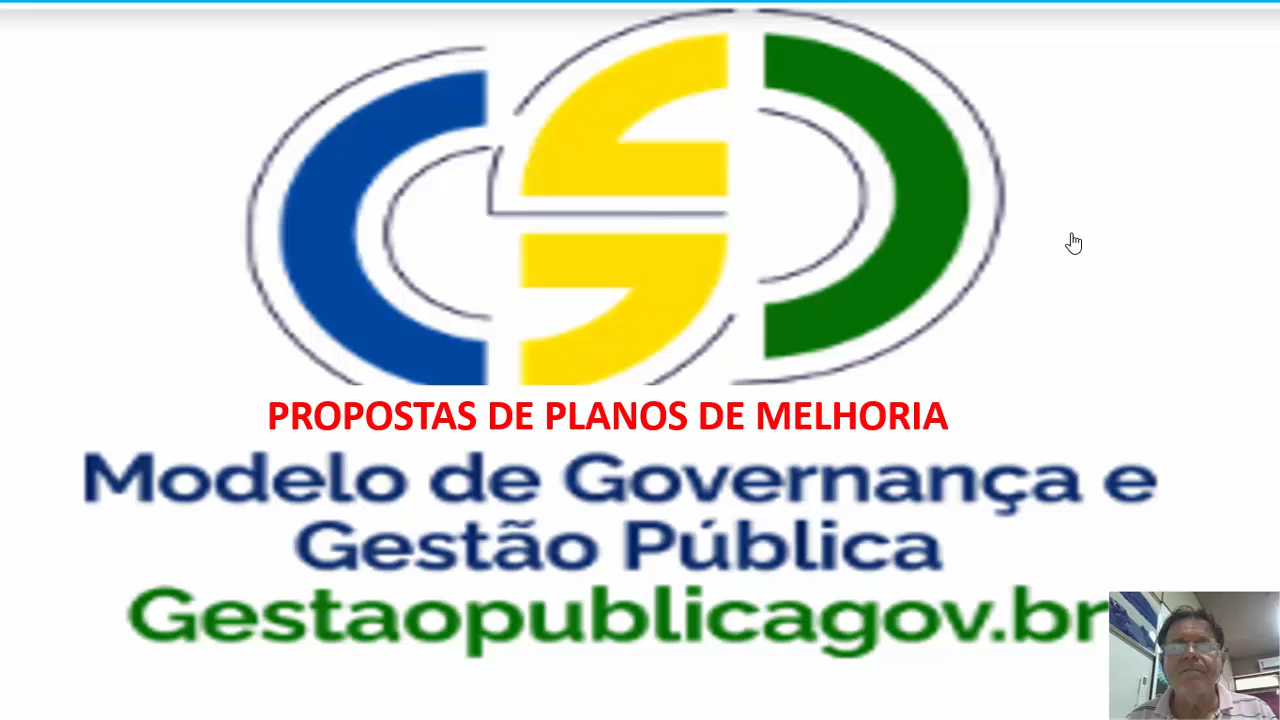 PROPOSTAS DE PLANOS DE MELHORIA
Modelo de Governança e
Gestão Pública
Gestaopublicagov.br